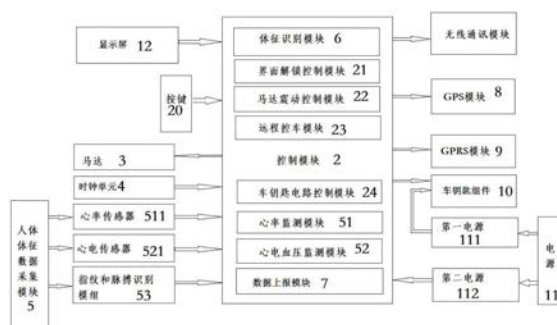 显示屏 12
按键
20
马达 3
时钟单元 4
心率传感器 511
心电传感器 521
指纹和脉搏识别
模组 53
人体
体征
数据
采集
模块
5
体征识别模块 6
界面解锁控制模块 21
马达震动控制模块 22
远程控车模块 23
控制模块 2
车钥匙电路控制模块 24
心率监测模块 51
心电血压监测模块 52
数据上报模块 7
无线通讯模块
GPS模块 8
GPRS模块 9
车钥匙组件 10
第一电源
111
第二电源
112
电
源
11